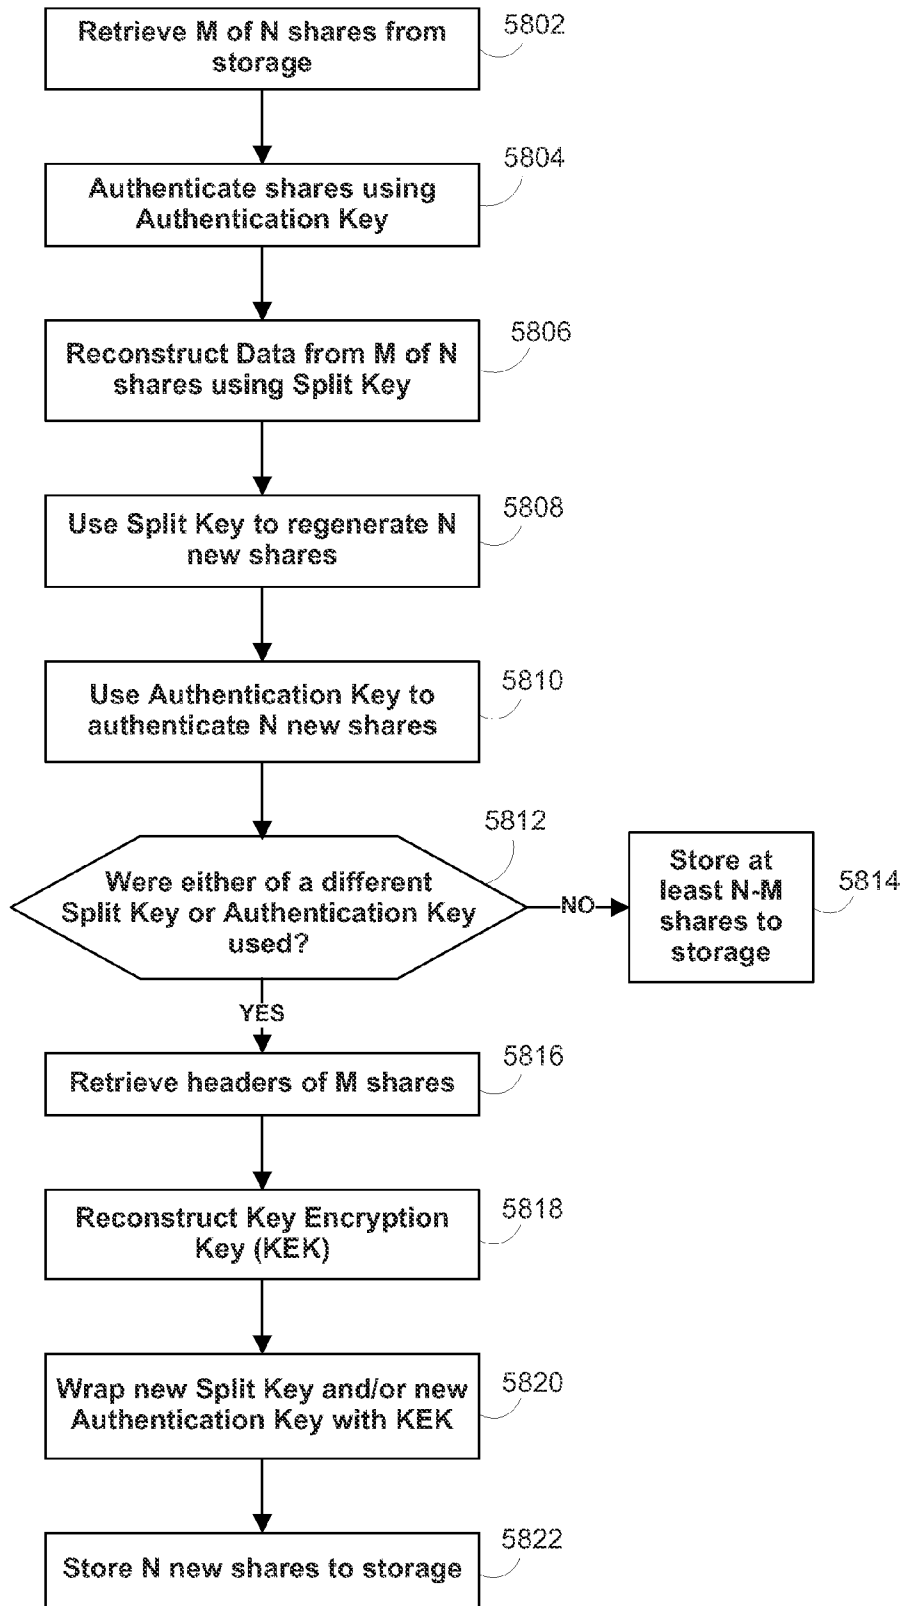 Retrieve M of N shares from
storage
5802
Authenticate shares using
Authentication Key
5804
Reconstruct Data from M of N
shares using Split Key
5806
Use Split Key to regenerate N
new shares
5808
Use Authentication Key to
authenticate N new shares
5810
Were either of a different
Split Key or Authentication Key
used?
5812
NO
Store at
least N-M
shares to
storage
5814
YES
Retrieve headers of M shares
5816
Reconstruct Key Encryption
Key (KEK)
5818
Wrap new Split Key and/or new
Authentication Key with KEK
5820
Store N new shares to storage
5822